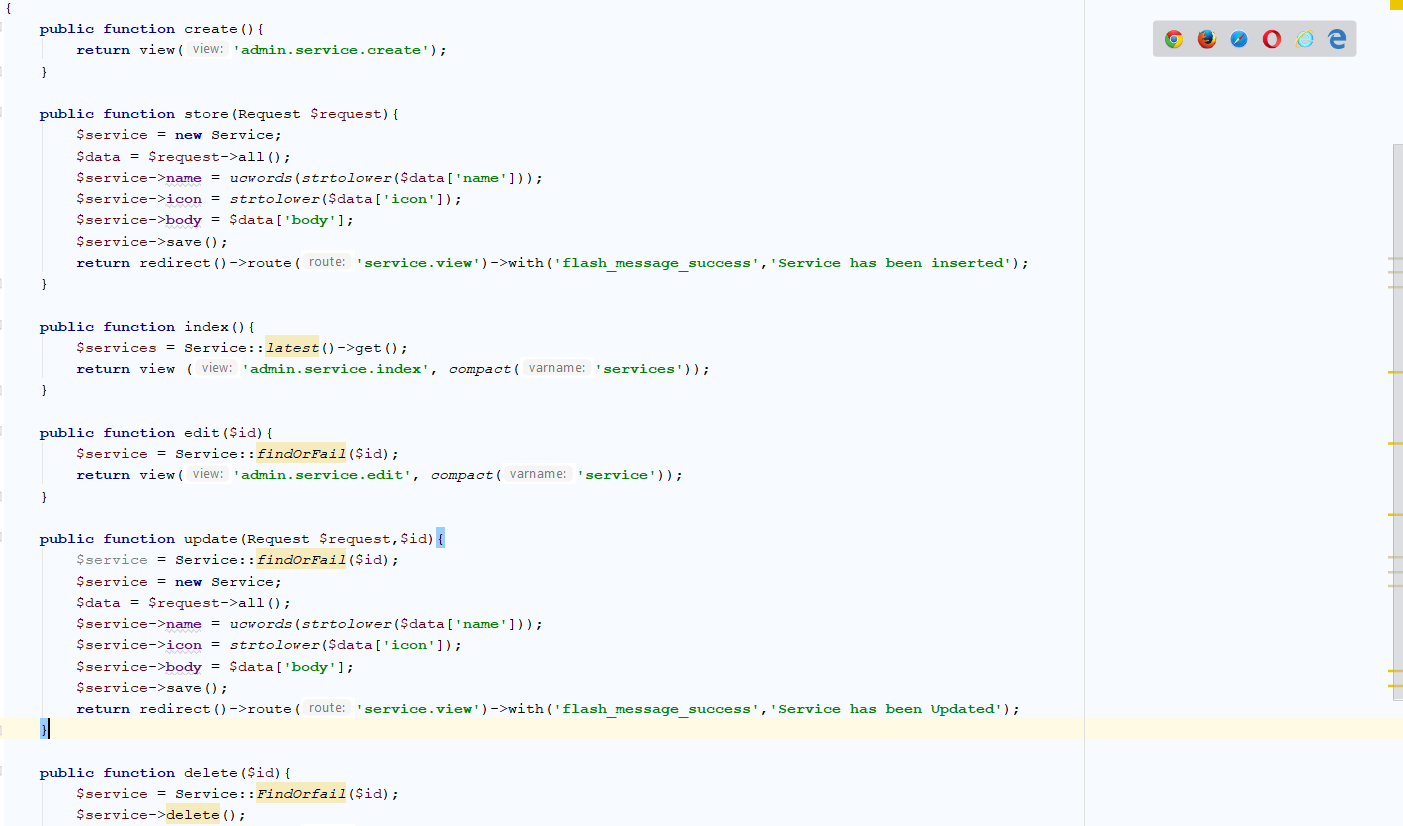 {
public function create(){
return view( view: 'admin.service.create');
}
public function store(Request $request){
$service = new Service;
$data = $request->all();
$service->name = ucwords(strtolower($data['name']));
$service->icon = strtolower($data['icon']);
$service->body = $data['body'];
$service->save();
return redirect()->route( route: 'service.view')->with('flash_message_success','Service has been inserted');
}
public function index(){
$services = Service::latest()->get();
return view ( view: 'admin.service.index', compact( varname: 'services'));
}
public function edit($id){
$service = Service::findOrFail($id);
return view( view: 'admin.service.edit', compact( varname: 'service'));
}
public function update(Request $request,$id){
$service = Service::findOrFail($id);
$service = new Service;
$data = $request->all();
$service->name = ucwords(strtolower($data['name']));
$service->icon = strtolower($data['icon']);
$service->body = $data['body'];
$service->save();
return redirect()->route( route: 'service.view')->with('flash_message_success','Service has been Updated');
}
public function delete($id){
$service = Service::FindOrfail($id);
$service->delete();